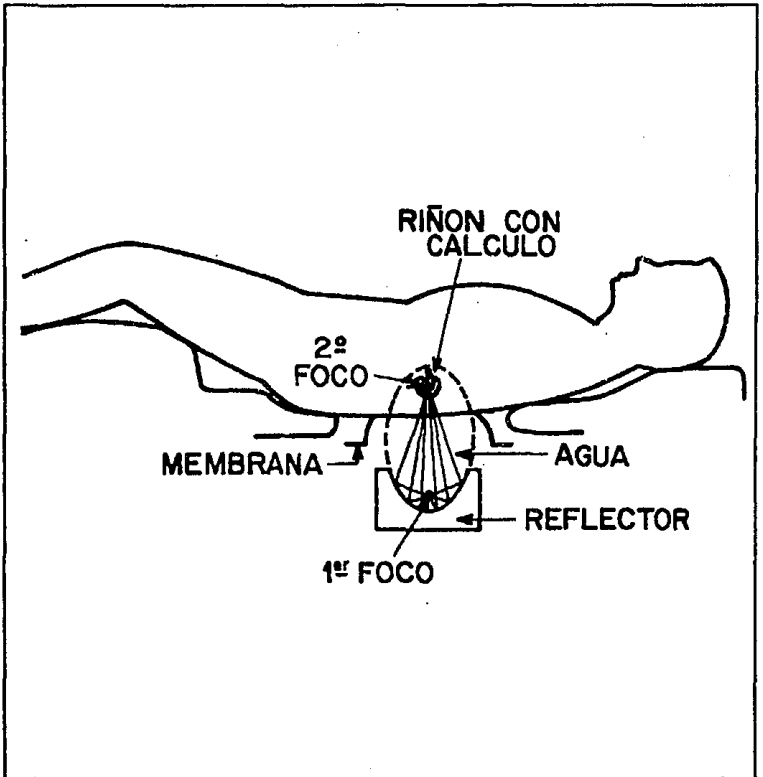 RIÑON CON
CALCULO
2º
FOCO
MEMBRANA
AGUA
REFLECTOR
1er FOCO